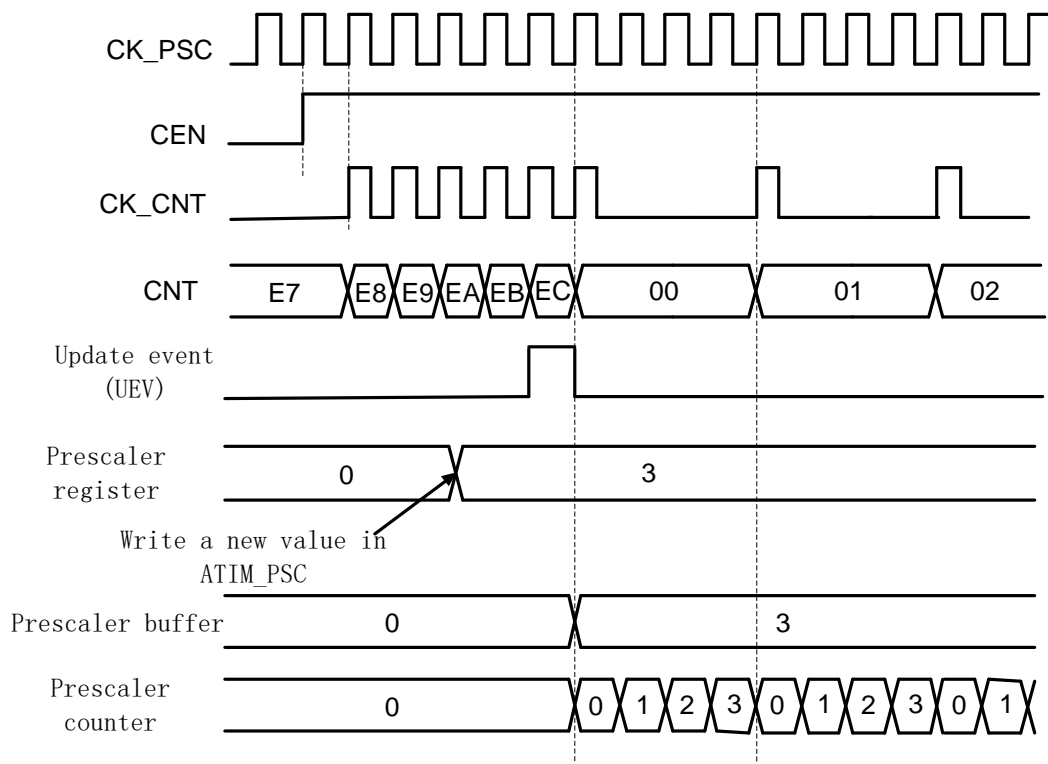 CK_PSC
CEN
CK_CNT
CNT
E7
E8
E9
EA
EB
EC
00
01
02
Update event
(UEV)
Prescaler
register
0
3
Write a new value in
ATIM_PSC
Prescaler buffer
0
3
Prescaler
counter
0
0
1
2
3
0
1
2
3
0
1